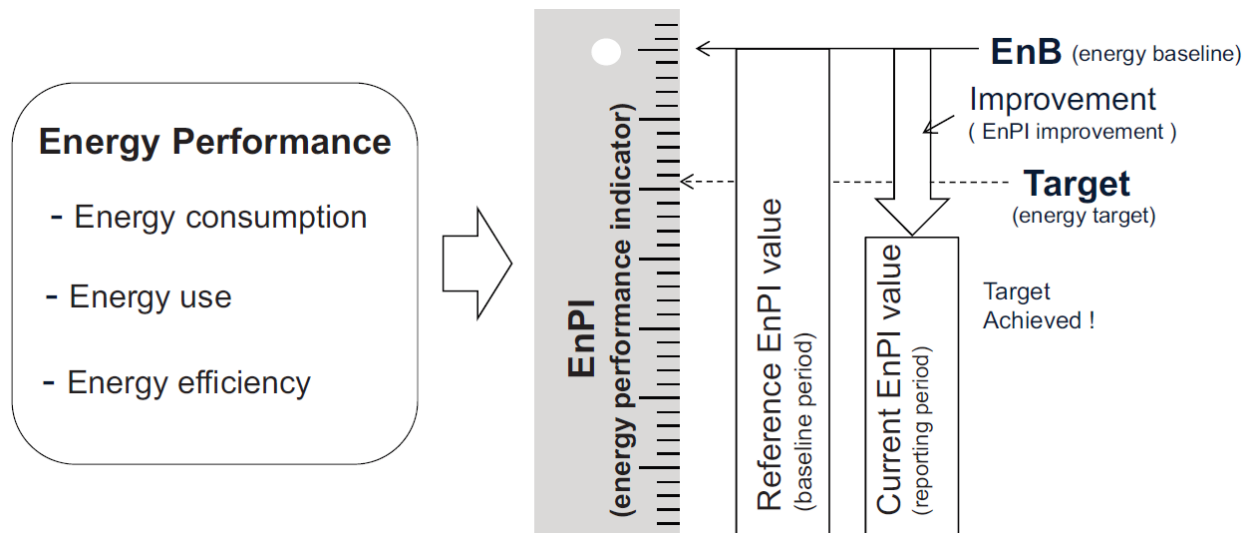 Energy Performance
- Energy consumption
- Energy use
- Energy efficiency
EnPI
(energy performance indicator)
Reference EnPI value
(baseline period)
Current EnPI value
(reporting period)
EnB (energy baseline)
Improvement
( EnPI improvement )
Target
(energy target)
Target
Achieved !